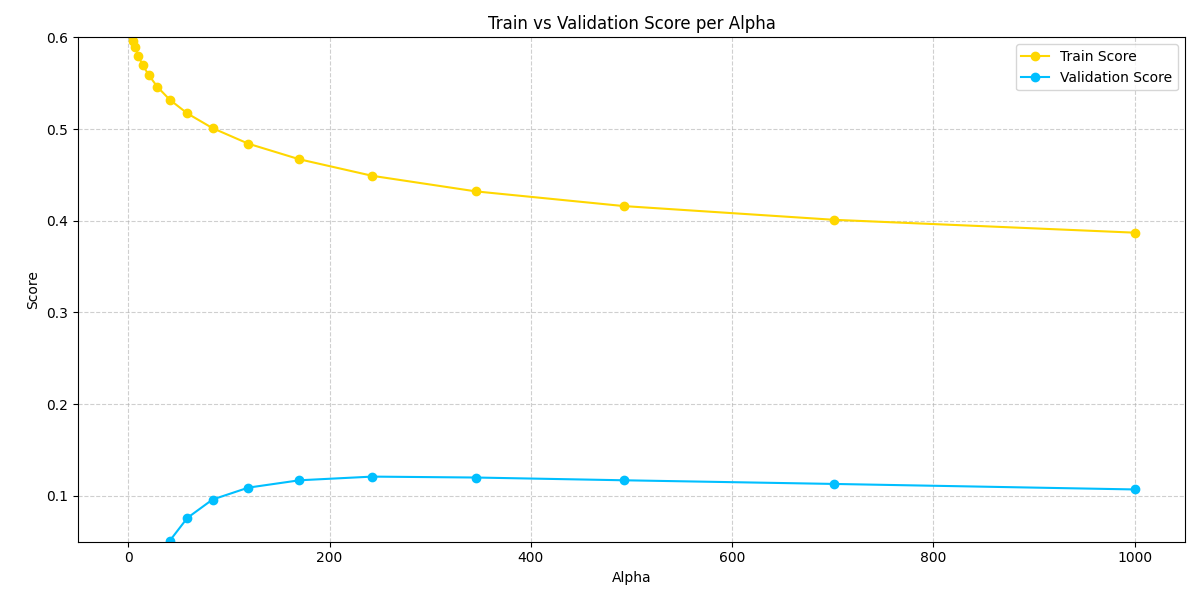 Train vs Validation Score per Alpha
Train Score
Validation Score
Score
0.6
0.5
0.4
0.3
0.2
0.1
0 200 400 600 800 1000
Alpha